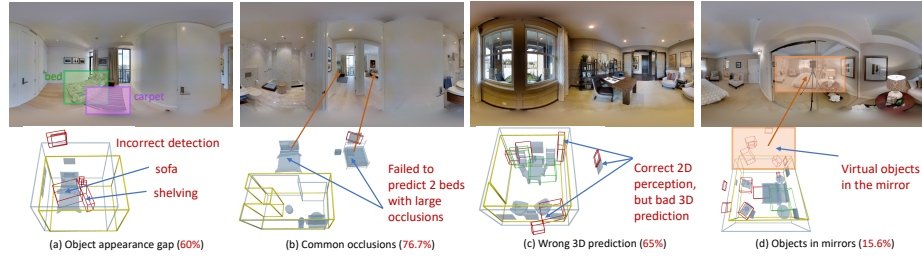 bed
carpet
Incorrect detection
sofa
shelving
Failed to
predict 2 beds
with large
occlusions
Correct 2D
perception,
but bad 3D
prediction
Virtual objects
in the mirror
(a) Object appearance gap (60%)
(b) Common occlusions (76.7%)
(c) Wrong 3D prediction (65%)
(d) Objects in mirrors (15.6%)